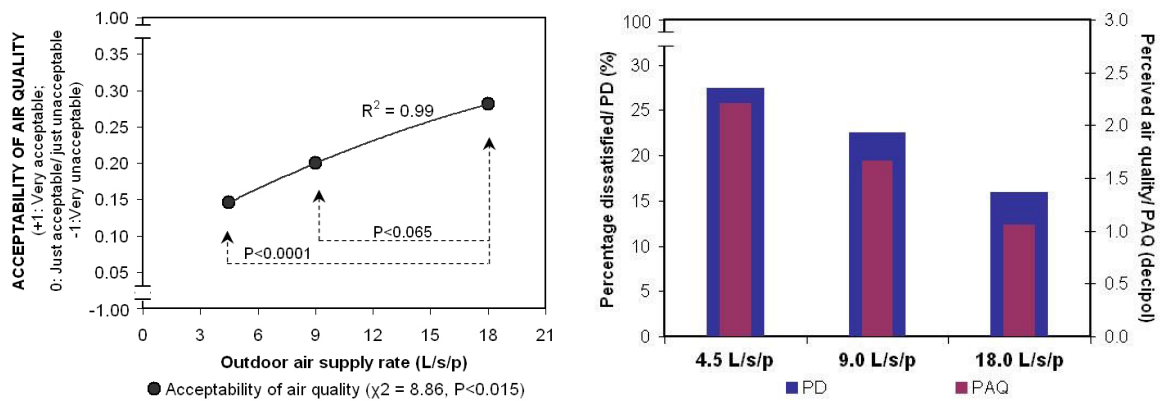 ACCEPTABILITY OF AIR QUALITY
(+1: Very acceptable;
0: Just acceptable/ just unacceptable
-1:Very unacceptable)
1.00
0.35
0.30
0.25
0.20
0.15
0.10
0.05
-1.00
R² = 0.99
P<0.065
P<0.0001
0 3 6 9 12 15 18 21
Outdoor air supply rate (L/s/p)
Acceptability of air quality (χ2 = 8.86, P<0.015)
Percentage dissatisfied/ PD (%)
100
30
25
20
15
10
5
0
3.0
2.5
2.0
1.5
1.0
0.5
0.0
Perceived air quality/ PAQ (decipol)
4.5 L/s/p 9.0 L/s/p 18.0 L/s/p
PD PAQ